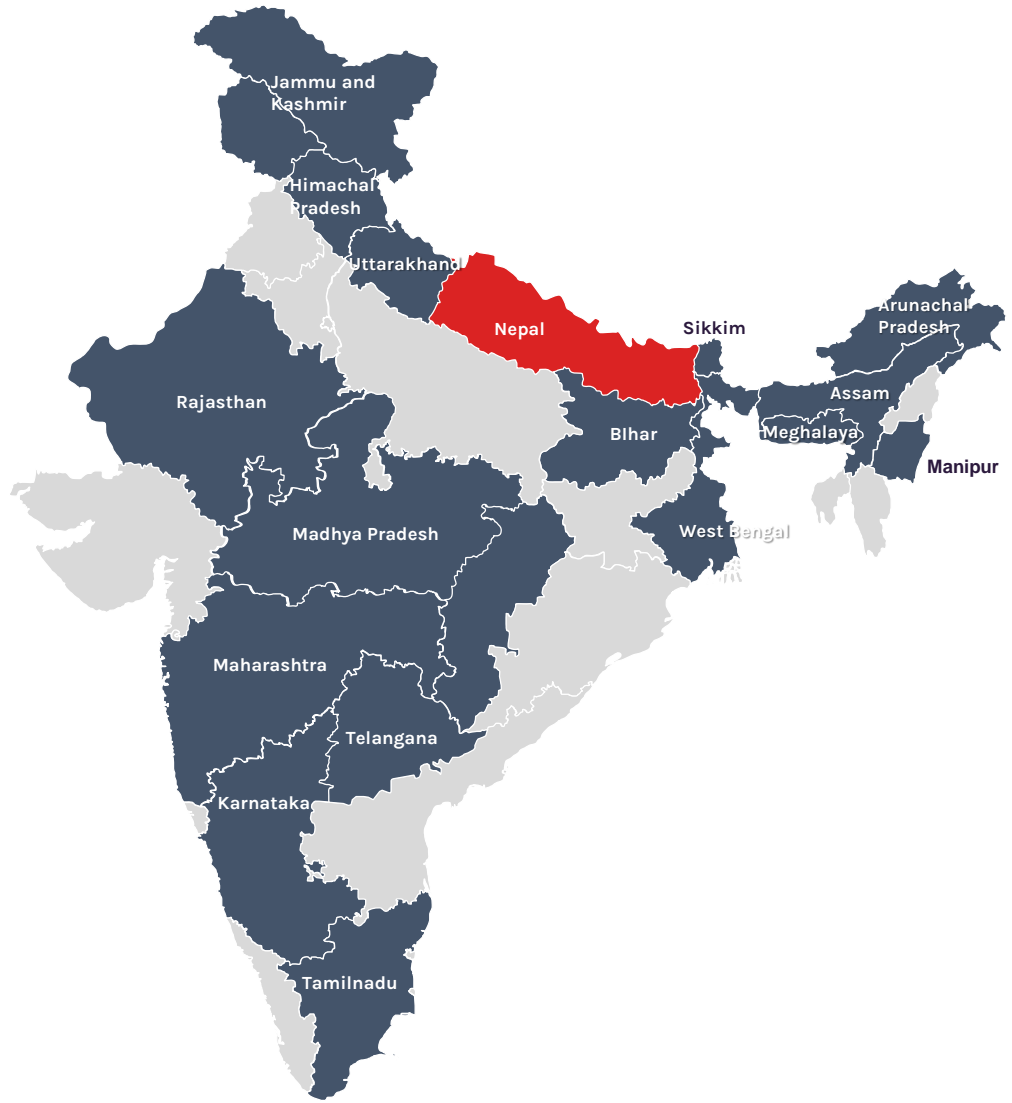 Jammu and
Kashmir
Himachal
Pradesh
Uttarakhand
Nepal
Sikkim
Arunachal
Pradesh
Assam
Rajasthan
BIhar
Meghalaya
Manipur
Madhya Pradesh
West Bengal
Maharashtra
Telangana
Karnataka
Tamilnadu